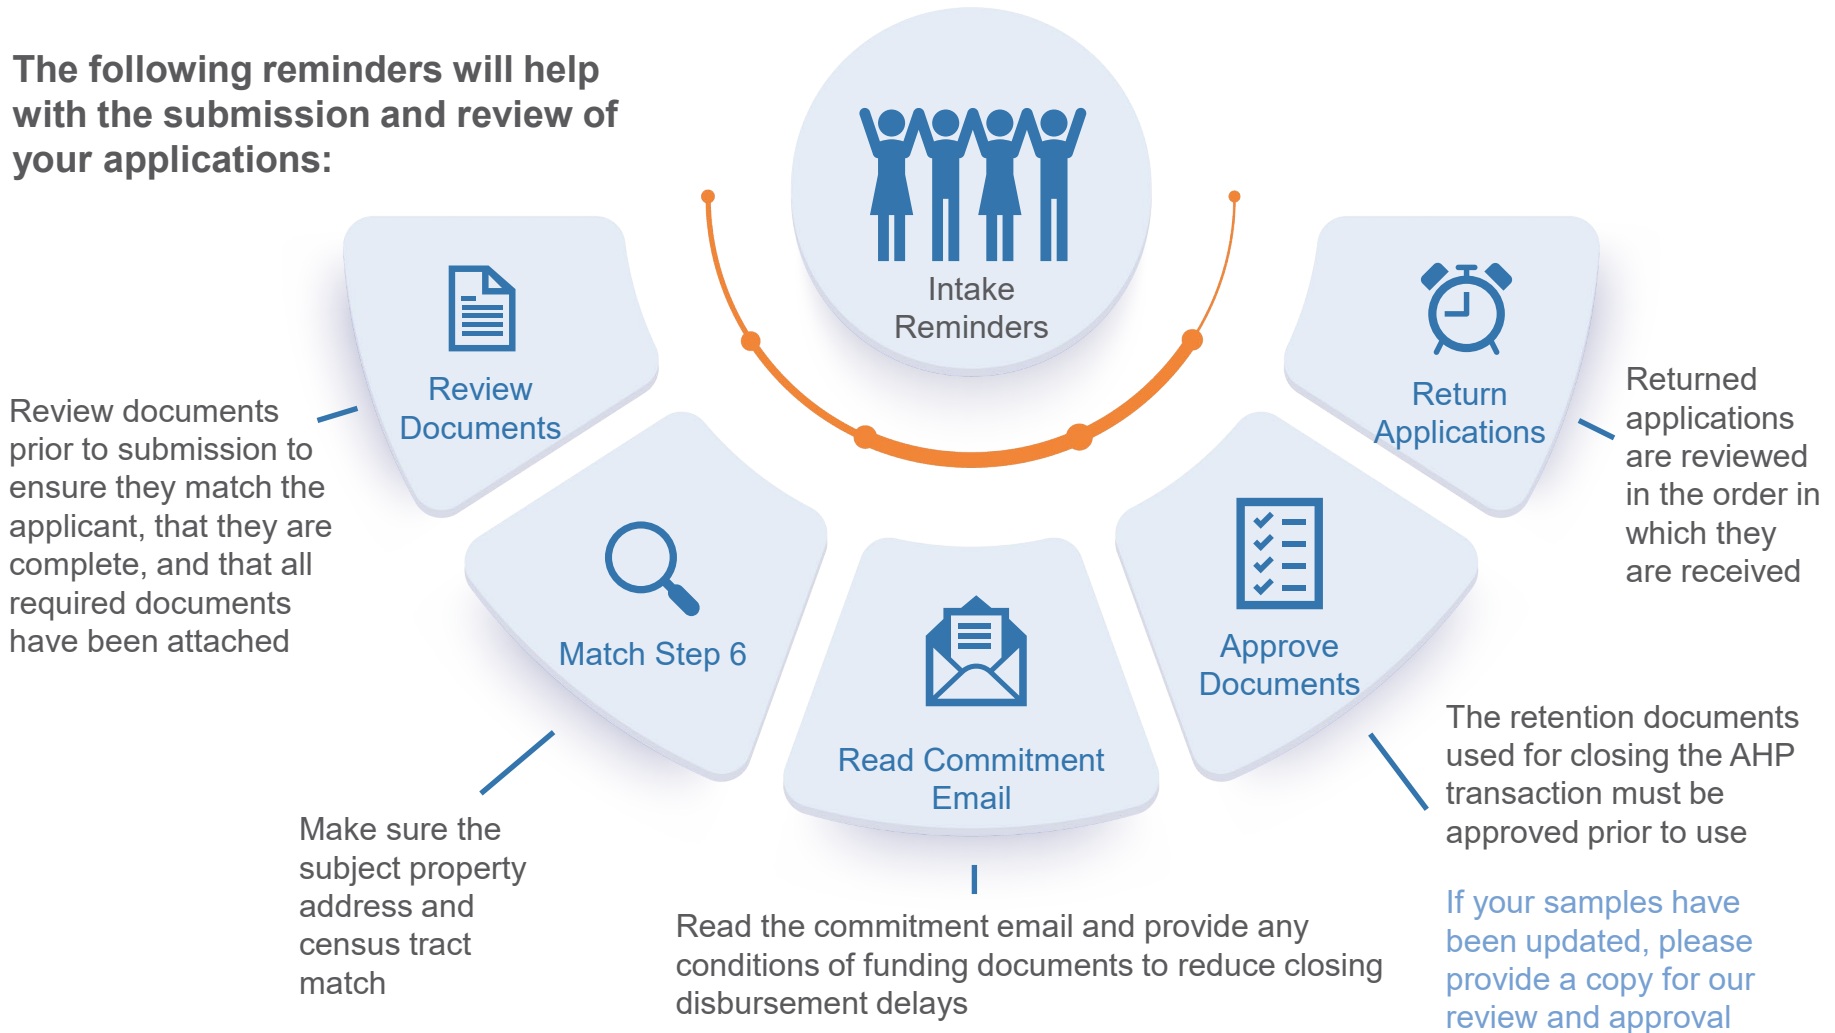 The following reminders will help
with the submission and review of
your applications:
Intake
Reminders
Review
Documents
Review documents
prior to submission to
ensure they match the
applicant, that they are
complete, and that all
required documents
have been attached
Match Step 6
Make sure the
subject property
address and
census tract
match
Read Commitment
Email
Read the commitment email and provide any
conditions of funding documents to reduce closing
disbursement delays
Approve
Documents
The retention documents
used for closing the AHP
transaction must be
approved prior to use
If your samples have
been updated, please
provide a copy for our
review and approval
Return
Applications
Returned
applications
are reviewed
in the order in
which they
are received